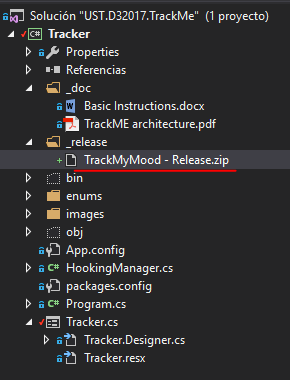 Solución "UST.D32017.TrackMe" (1 proyecto)
C# Tracker
Properties
Referencias
_doc
Basic Instructions.docx
TrackME architecture.pdf
_release
TrackMyMood - Release.zip
bin
enums
images
obj
App.config
C# HookingManager.cs
packages.config
C# Program.cs
Tracker.cs
Tracker.Designer.cs
Tracker.resx